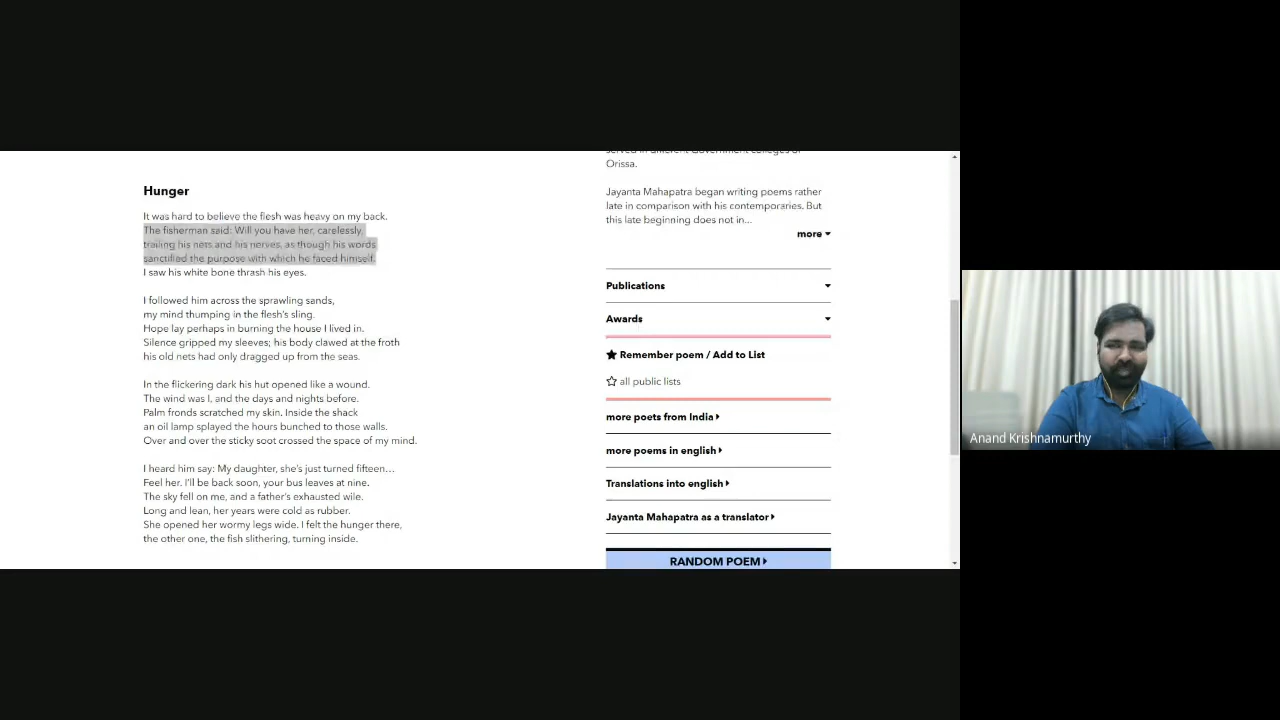 Hunger
It was hard to believe the flesh was heavy on my back.
The fisherman said: Will you have her, carelessly,
trailing his nets and his nerves, as though his words
sanctified the purpose with which he faced himself.
I saw his white bone thrash his eyes.
I followed him across the sprawling sands,
my mind thumping in the flesh's sling.
Hope lay perhaps in burning the house I lived in.
Silence gripped my sleeves; his body clawed at the froth
his old nets had only dragged up from the seas.
In the flickering dark his hut opened like a wound.
The wind was I, and the days and nights before.
Palm fronds scratched my skin. Inside the shack
an oil lamp splayed the hours bunched to those walls.
Over and over the sticky soot crossed the space of my mind.
I heard him say: My daughter, she's just turned fifteen…
Feel her. I'll be back soon, your bus leaves at nine.
The sky fell on me, and a father's exhausted wile.
Long and lean, her years were cold as rubber.
She opened her wormy legs wide. I felt the hunger there,
the other one, the fish slithering, turning inside.
served in different Government colleges of
Orissa.
Jayanta Mahapatra began writing poems rather
late in comparison with his contemporaries. But
this late beginning does not in...
more
Publications
Awards
Remember poem / Add to List
all public lists
more poets from India
more poems in english
Translations into english
Jayanta Mahapatra as a translator
RANDOM POEM
Anand Krishnamurthy